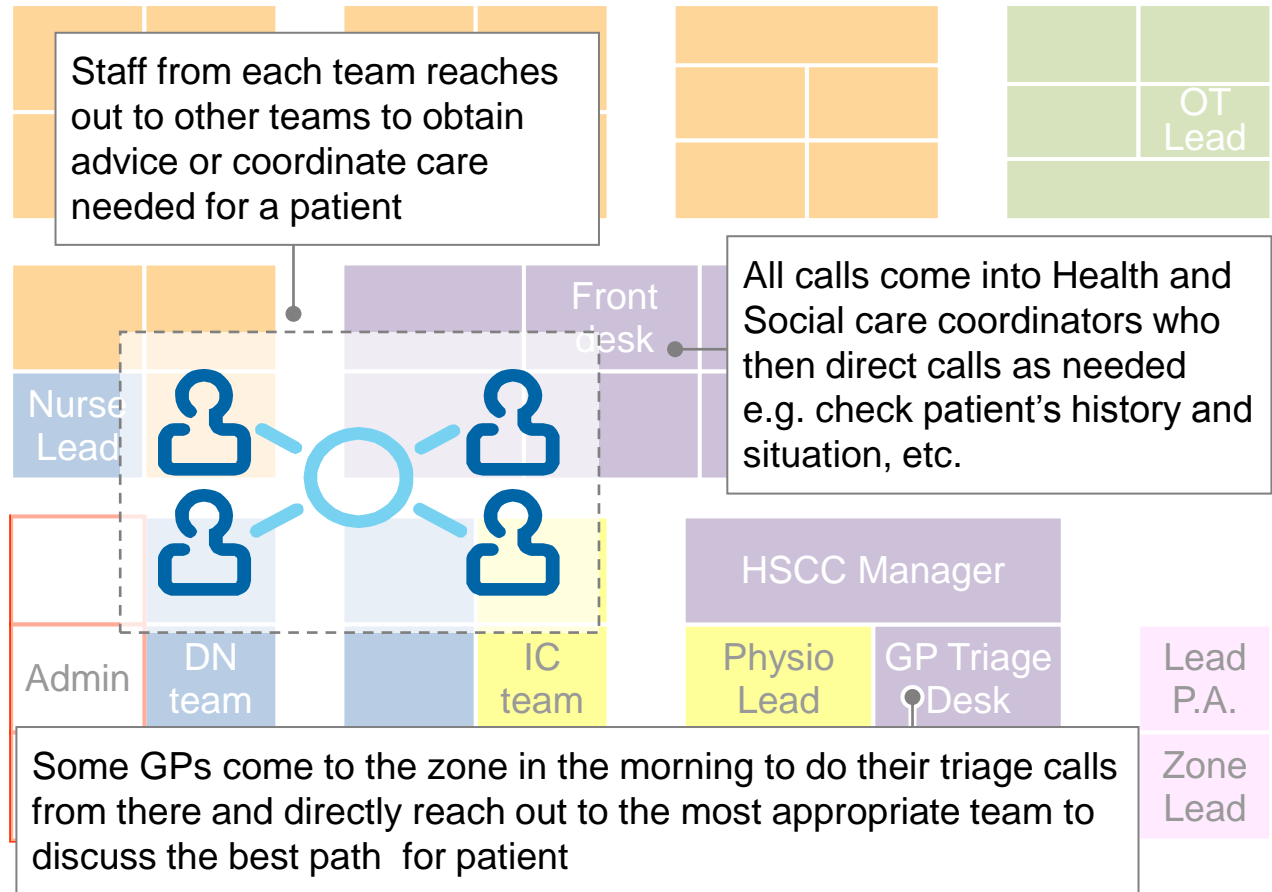 Staff from each team reaches
out to other teams to obtain
advice or coordinate care
needed for a patient
OT
Lead
All calls come into Health and
Social care coordinators who
then direct calls as needed
e.g. check patient's history and
situation, etc.
Front
desk
Nurse
Lead
HSCC Manager
Admin
DN
team
IC
team
Physio
Lead
GP Triage
Desk
Lead
P.A.
Zone
Lead
Some GPs come to the zone in the morning to do their triage calls
from there and directly reach out to the most appropriate team to
discuss the best path for patient